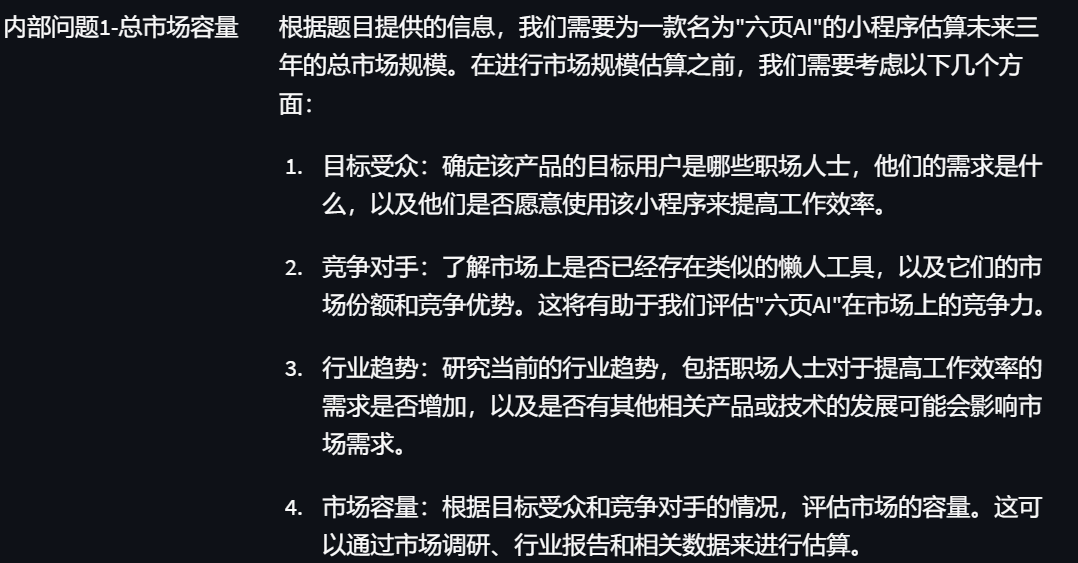 内部问题1-总市场容量
根据题目提供的信息，我们需要为一款名为"六页AI"的小程序估算未来三
年的总市场规模。在进行市场规模估算之前，我们需要考虑以下几个方
面：
1. 目标受众：确定该产品的目标用户是哪些职场人士，他们的需求是什
么，以及他们是否愿意使用该小程序来提高工作效率。
2. 竞争对手：了解市场上是否已经存在类似的懒人工具，以及它们的市
场份额和竞争优势。这将有助于我们评估"六页AI"在市场上的竞争力。
3. 行业趋势：研究当前的行业趋势，包括职场人士对于提高工作效率的
需求是否增加，以及是否有其他相关产品或技术的发展可能会影响市
场需求。
4. 市场容量：根据目标受众和竞争对手的情况，评估市场的容量。这可
以通过市场调研、行业报告和相关数据来进行估算。